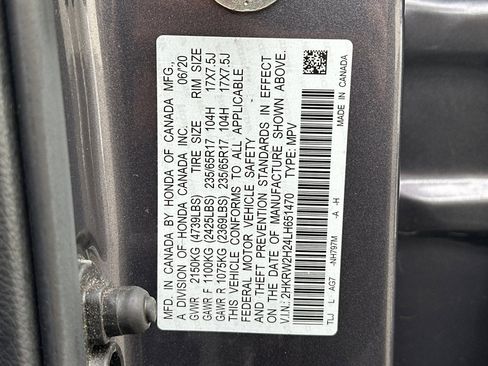 MFD. IN CANADA BY HONDA OF CANADA MFG.,
A DIVISION OF HONDA CANADA INC. 06/20
GVWR 2150KG (4739LBS) TIRE SIZE RIM SIZE
GAWR F 1100KG (2425LBS) 235/65R17 104H 17X7.5J
GAWR R 1075KG (2369LBS) 235/65R17 104H 17X7.5J
THIS VEHICLE CONFORMS TO ALL APPLICABLE
FEDERAL MOTOR VEHICLE SAFETY
AND THEFT PREVENTION STANDARDS IN EFFECT
ON THE DATE OF MANUFACTURE SHOWN ABOVE.
V.I.N.: 2HKRW2H24LH651470 TYPE: MPV
TLJ L AG7 -NH797M -A -H MADE IN CANADA